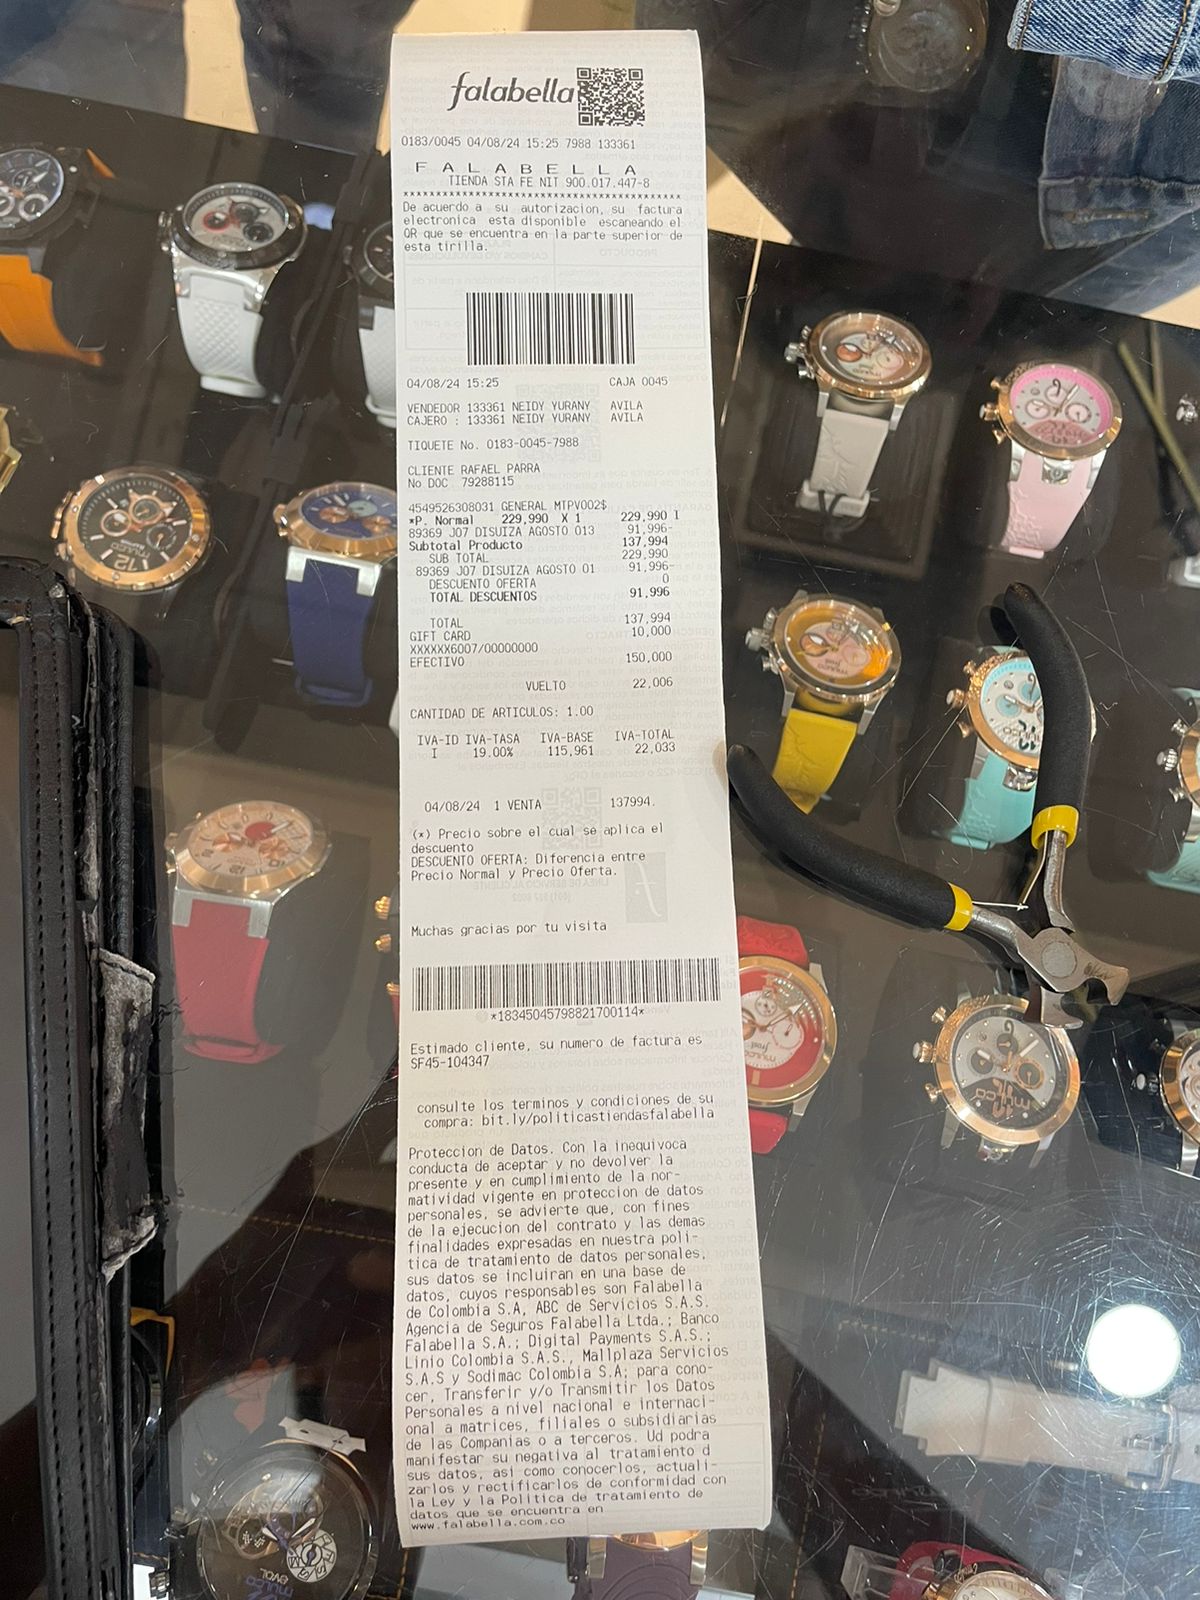 falabella
0183/0045 04/08/24 15:25 7988 133361
F A L A B E L L A
TIENDA STA FE NIT 900.017.447-8
De acuerdo a su autorizacion, su factura
electronica esta disponible escaneando el
QR que se encuentra en la parte superior de
esta tirilla.
04/08/24 15:25 CAJA 0045
VENDEDOR 133361 NEIDY YURANY AVILA
CAJERO : 133361 NEIDY YURANY AVILA
TIQUETE No. 0183-0045-7988
CLIENTE RAFAEL PARRA
No DOC 79288115
4549526308031 GENERAL MTPV002$
*P. Normal 229,990 X 1 229,990 I
89369 J07 DISUIZA AGOSTO 013 91,996-
Subtotal Producto 137,994
SUB TOTAL 229,990
89369 J07 DISUIZA AGOSTO 01 91,996-
DESCUENTO OFERTA 0
TOTAL DESCUENTOS 91,996
TOTAL 137,994
GIFT CARD 10,000
XXXXXX6007/00000000
EFECTIVO 150,000
VUELTO 22,006
CANTIDAD DE ARTICULOS: 1.00
IVA-ID IVA-TASA IVA-BASE IVA-TOTAL
I 19.00% 115,961 22,033
04/08/24 1 VENTA 137994.
(*) Precio sobre el cual se aplica el
descuento
DESCUENTO OFERTA: Diferencia entre
Precio Normal y Precio Oferta.
Muchas gracias por tu visita
*18345045798821700114*
Estimado cliente, su numero de factura es
SF45-104347
consulte los terminos y condiciones de su
compra: bit.ly/politicastiendasfalabella
Proteccion de Datos. Con la inequivoca
conducta de aceptar y no devolver la
presente y en cumplimiento de la nor-
matividad vigente en proteccion de datos
personales, se advierte que, con fines
de la ejecucion del contrato y las demas
finalidades expresadas en nuestra poli-
tica de tratamiento de datos personales,
sus datos se incluiran en una base de
datos, cuyos responsables son Falabella
de Colombia S.A, ABC de Servicios S.A.S.
Agencia de Seguros Falabella Ltda.; Banco
Falabella S.A.; Digital Payments S.A.S.;
Linio Colombia S.A.S., Mallplaza Servicios
S.A.S y Sodimac Colombia S.A; para cono-
cer, Transferir y/o Transmitir los Datos
Personales a nivel nacional e internaci-
onal a matrices, filiales o subsidiarias
de las Companias o a terceros. Ud podra
manifestar su negativa al tratamiento d
sus datos, asi como conocerlos, actuali-
zarlos y rectificarlos de conformidad con
la Ley y la Politica de tratamiento de
datos que se encuentra en
www.falabella.com.co